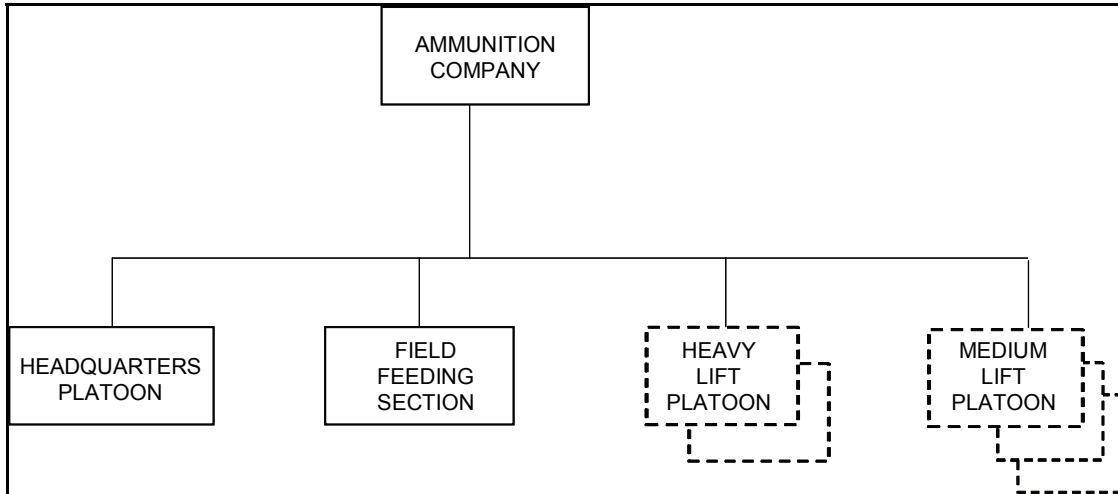 AMMUNITION
COMPANY
HEADQUARTERS
PLATOON
FIELD
FEEDING
SECTION
HEAVY
LIFT
PLATOON
MEDIUM
LIFT
PLATOON